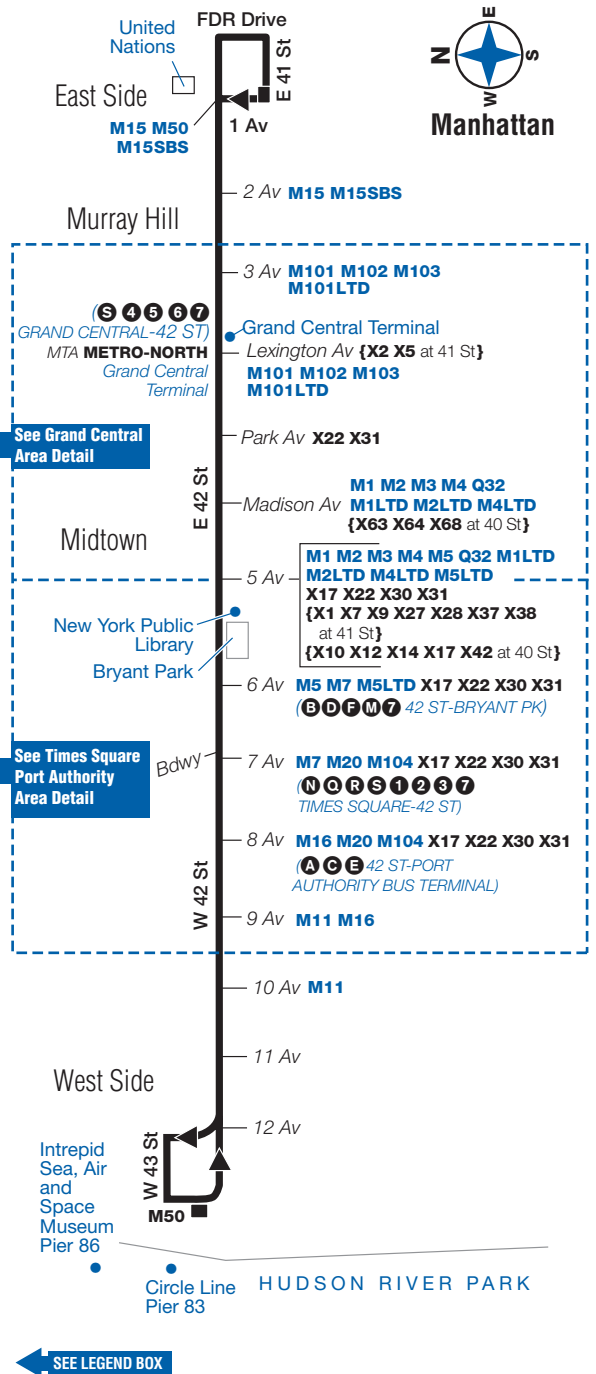 FDR Drive
United
Nations
E 41 St
East Side
1 Av
M15 M50
M15SBS
N
E
S
W
Manhattan
2 Av M15 M15SBS
Murray Hill
3 Av M101 M102 M103
M101LTD
(S 4 5 6 7
GRAND CENTRAL-42 ST)
MTA METRO-NORTH
Grand Central
Terminal
Grand Central Terminal
Lexington Av {X2 X5 at 41 St}
M101 M102 M103
M101LTD
See Grand Central
Area Detail
Park Av X22 X31
E 42 St
M1 M2 M3 M4 Q32
Madison Av M1LTD M2LTD M4LTD
{X63 X64 X68 at 40 St}
Midtown
5 Av
M1 M2 M3 M4 M5 Q32 M1LTD
M2LTD M4LTD M5LTD
X17 X22 X30 X31
{X1 X7 X9 X27 X28 X37 X38
at 41 St}
{X10 X12 X14 X17 X42 at 40 St}
New York Public
Library
Bryant Park
6 Av M5 M7 M5LTD X17 X22 X30 X31
(B D F M 7 42 ST-BRYANT PK)
See Times Square
Port Authority
Area Detail
Bdwy
7 Av M7 M20 M104 X17 X22 X30 X31
(N Q R S 1 2 3 7
TIMES SQUARE-42 ST)
8 Av M16 M20 M104 X17 X22 X30 X31
(A C E 42 ST-PORT
AUTHORITY BUS TERMINAL)
W 42 St
9 Av M11 M16
10 Av M11
11 Av
West Side
12 Av
W 43 St
M50
Intrepid
Sea, Air
and
Space
Museum
Pier 86
Circle Line
Pier 83
HUDSON RIVER PARK
SEE LEGEND BOX